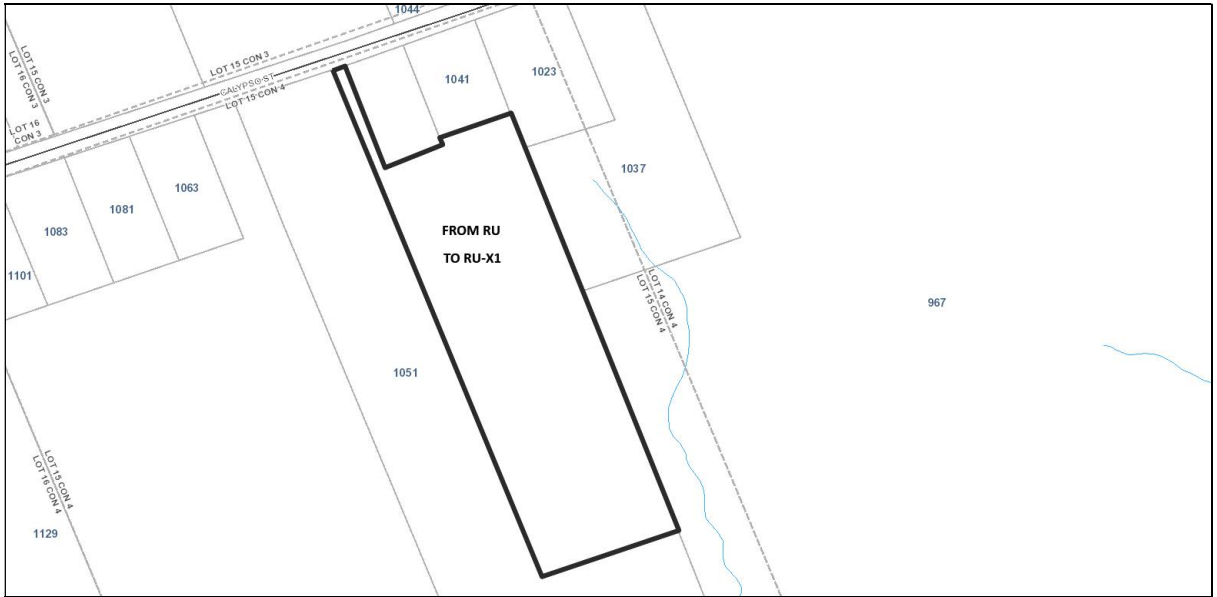 1044
LOT 15 CON 3
LOT 16 CON 3
LOT 15 CON 3
CALYPSO ST
LOT 15 CON 4
LOT 16
CON 3
1041
1023
1037
1063
1081
1083
1101
FROM RU
TO RU-X1
LOT 14 CON 4
LOT 15 CON 4
967
1051
LOT 15 CON 4
LOT 16 CON 4
1129